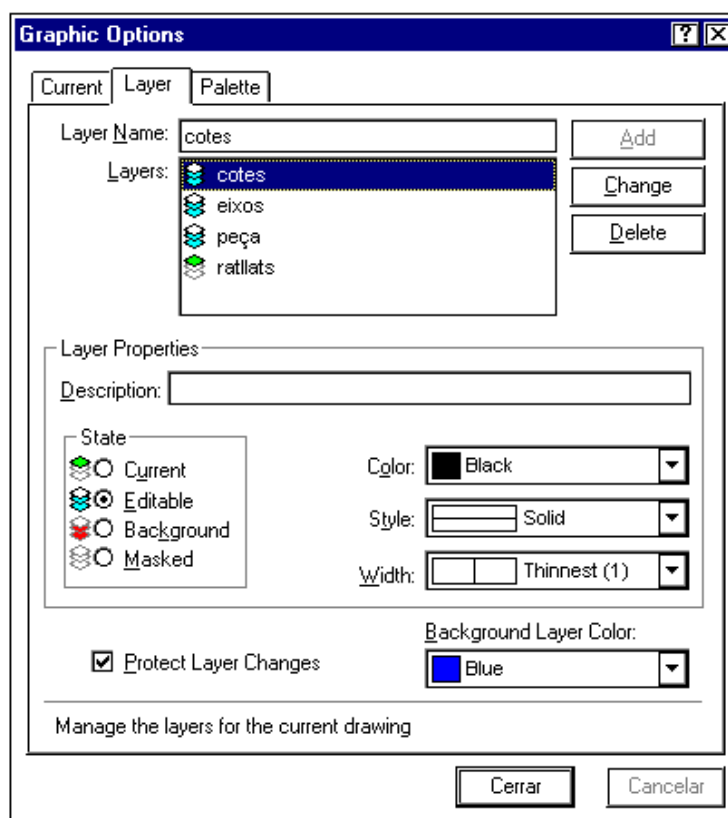 Graphic Options
Current Layer Palette
Layer Name: cotes Add
Layers: cotes Change
eixos
peça Delete
ratllats
Layer Properties
Description:
State
Current Color: Black
Editable Style: Solid
Background
Masked Width: Thinnest (1)
Background Layer Color:
Protect Layer Changes Blue
Manage the layers for the current drawing
Cerrar Cancelar